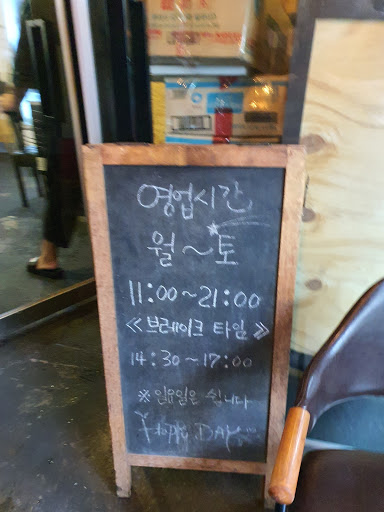 영업시간
월~토
11:00~21:00
《 브레이크 타임 》
14:30~17:00
※ 일요일은 쉽니다
DAY